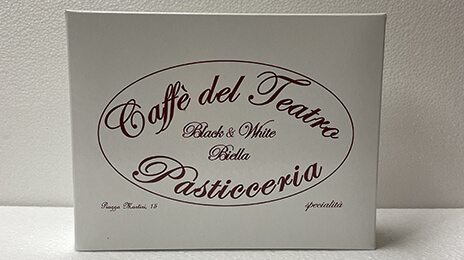 Caffè del Teatro
Black & White
Biella
Pasticceria
Piazza Martiri, 15
specialità